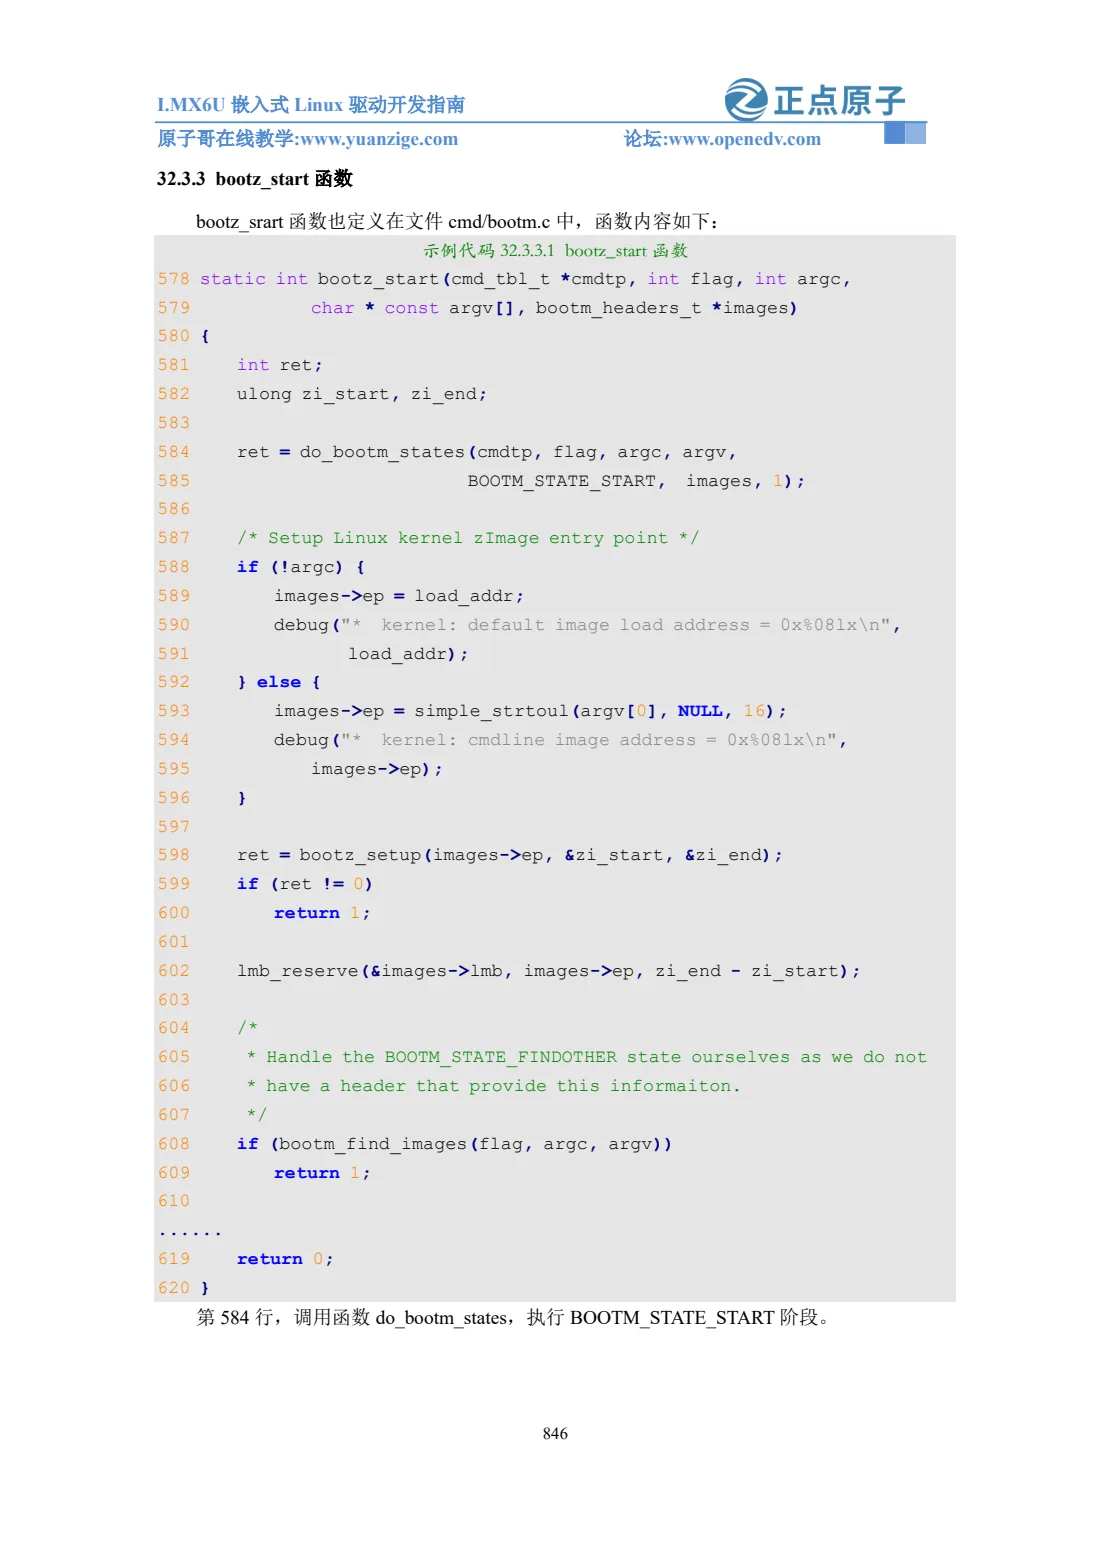 I.MX6U 嵌入式 Linux 驱动开发指南
正点原子
原子哥在线教学:www.yuanzige.com 论坛:www.openedv.com
32.3.3 bootz_start 函数
bootz_srart 函数也定义在文件 cmd/bootm.c 中，函数内容如下：
示例代码 32.3.3.1 bootz_start 函数
578 static int bootz_start(cmd_tbl_t *cmdtp, int flag, int argc,
579 char * const argv[], bootm_headers_t *images)
580 {
581 int ret;
582 ulong zi_start, zi_end;
583
584 ret = do_bootm_states(cmdtp, flag, argc, argv,
585 BOOTM_STATE_START, images, 1);
586
587 /* Setup Linux kernel zImage entry point */
588 if (!argc) {
589 images->ep = load_addr;
590 debug("* kernel: default image load address = 0x%08lx\n",
591 load_addr);
592 } else {
593 images->ep = simple_strtoul(argv[0], NULL, 16);
594 debug("* kernel: cmdline image address = 0x%08lx\n",
595 images->ep);
596 }
597
598 ret = bootz_setup(images->ep, &zi_start, &zi_end);
599 if (ret != 0)
600 return 1;
601
602 lmb_reserve(&images->lmb, images->ep, zi_end - zi_start);
603
604 /*
605 * Handle the BOOTM_STATE_FINDOTHER state ourselves as we do not
606 * have a header that provide this informaiton.
607 */
608 if (bootm_find_images(flag, argc, argv))
609 return 1;
610
......
619 return 0;
620 }
第 584 行，调用函数 do_bootm_states，执行 BOOTM_STATE_START 阶段。
846